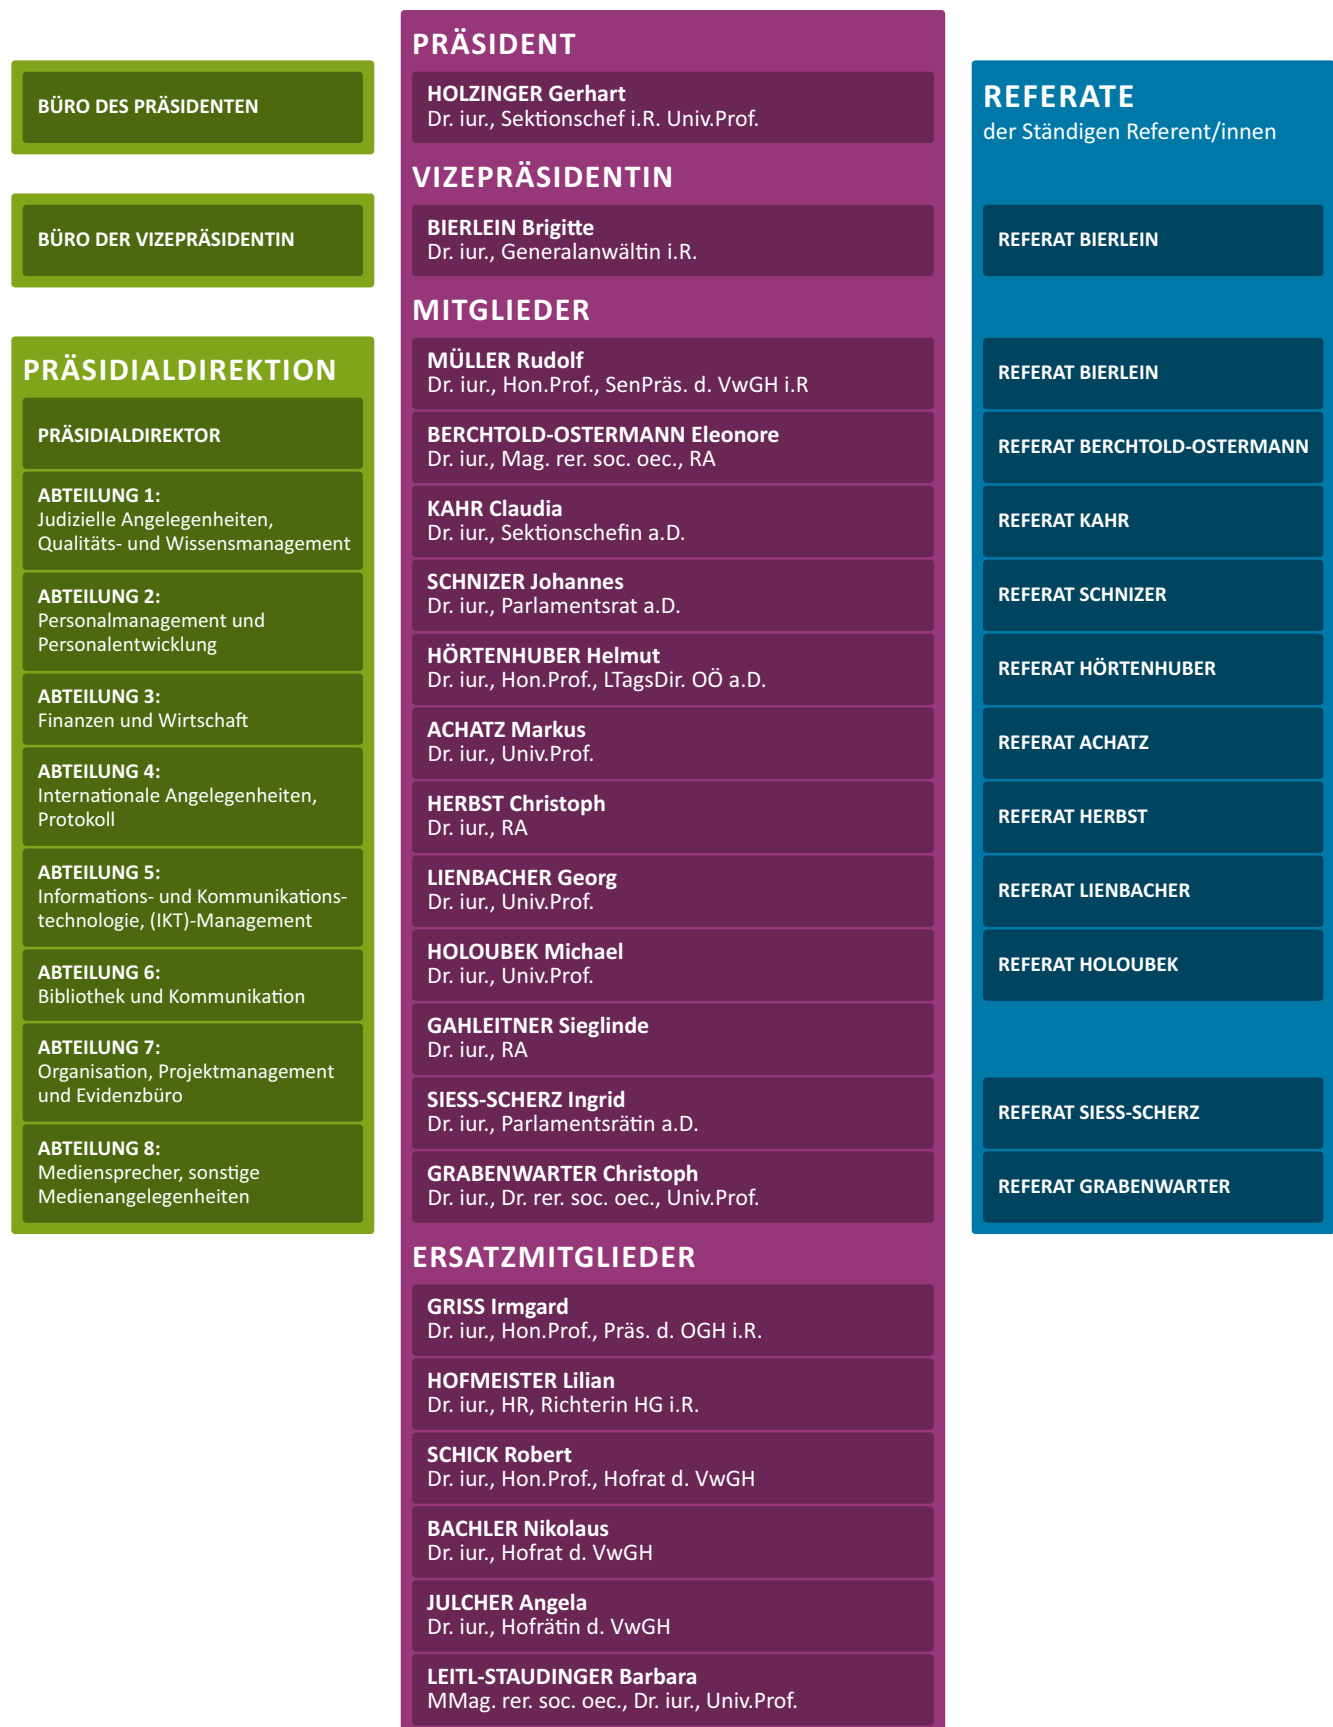 BÜRO DES PRÄSIDENTEN
BÜRO DER VIZEPRÄSIDENTIN
PRÄSIDIALDIREKTION
PRÄSIDIALDIREKTOR
ABTEILUNG 1:
Judizielle Angelegenheiten,
Qualitäts- und Wissensmanagement
ABTEILUNG 2:
Personalmanagement und
Personalentwicklung
ABTEILUNG 3:
Finanzen und Wirtschaft
ABTEILUNG 4:
Internationale Angelegenheiten,
Protokoll
ABTEILUNG 5:
Informations- und Kommunikations-
technologie, (IKT)-Management
ABTEILUNG 6:
Bibliothek und Kommunikation
ABTEILUNG 7:
Organisation, Projektmanagement
und Evidenzbüro
ABTEILUNG 8:
Mediensprecher, sonstige
Medienangelegenheiten
PRÄSIDENT
HOLZINGER Gerhart
Dr. iur., Sektionschef i.R. Univ.Prof.
VIZEPRÄSIDENTIN
BIERLEIN Brigitte
Dr. iur., Generalanwältin i.R.
MITGLIEDER
MÜLLER Rudolf
Dr. iur., Hon.Prof., SenPräs. d. VwGH i.R
BERCHTOLD-OSTERMANN Eleonore
Dr. iur., Mag. rer. soc. oec., RA
KAHR Claudia
Dr. iur., Sektionschefin a.D.
SCHNIZER Johannes
Dr. iur., Parlamentsrat a.D.
HÖRTENHUBER Helmut
Dr. iur., Hon.Prof., LTagsDir. OÖ a.D.
ACHATZ Markus
Dr. iur., Univ.Prof.
HERBST Christoph
Dr. iur., RA
LIENBACHER Georg
Dr. iur., Univ.Prof.
HOLOUBEK Michael
Dr. iur., Univ.Prof.
GAHLEITNER Sieglinde
Dr. iur., RA
SIESS-SCHERZ Ingrid
Dr. iur., Parlamentsrätin a.D.
GRABENWARTER Christoph
Dr. iur., Dr. rer. soc. oec., Univ.Prof.
ERSATZMITGLIEDER
GRISS Irmgard
Dr. iur., Hon.Prof., Präs. d. OGH i.R.
HOFMEISTER Lilian
Dr. iur., HR, Richterin HG i.R.
SCHICK Robert
Dr. iur., Hon.Prof., Hofrat d. VwGH
BACHLER Nikolaus
Dr. iur., Hofrat d. VwGH
JULCHER Angela
Dr. iur., Hofrätin d. VwGH
LEITL-STAUDINGER Barbara
MMag. rer. soc. oec., Dr. iur., Univ.Prof.
REFERATE
der Ständigen Referent/innen
REFERAT BIERLEIN
REFERAT BIERLEIN
REFERAT BERCHTOLD-OSTERMANN
REFERAT KAHR
REFERAT SCHNIZER
REFERAT HÖRTENHUBER
REFERAT ACHATZ
REFERAT HERBST
REFERAT LIENBACHER
REFERAT HOLOUBEK
REFERAT SIESS-SCHERZ
REFERAT GRABENWARTER